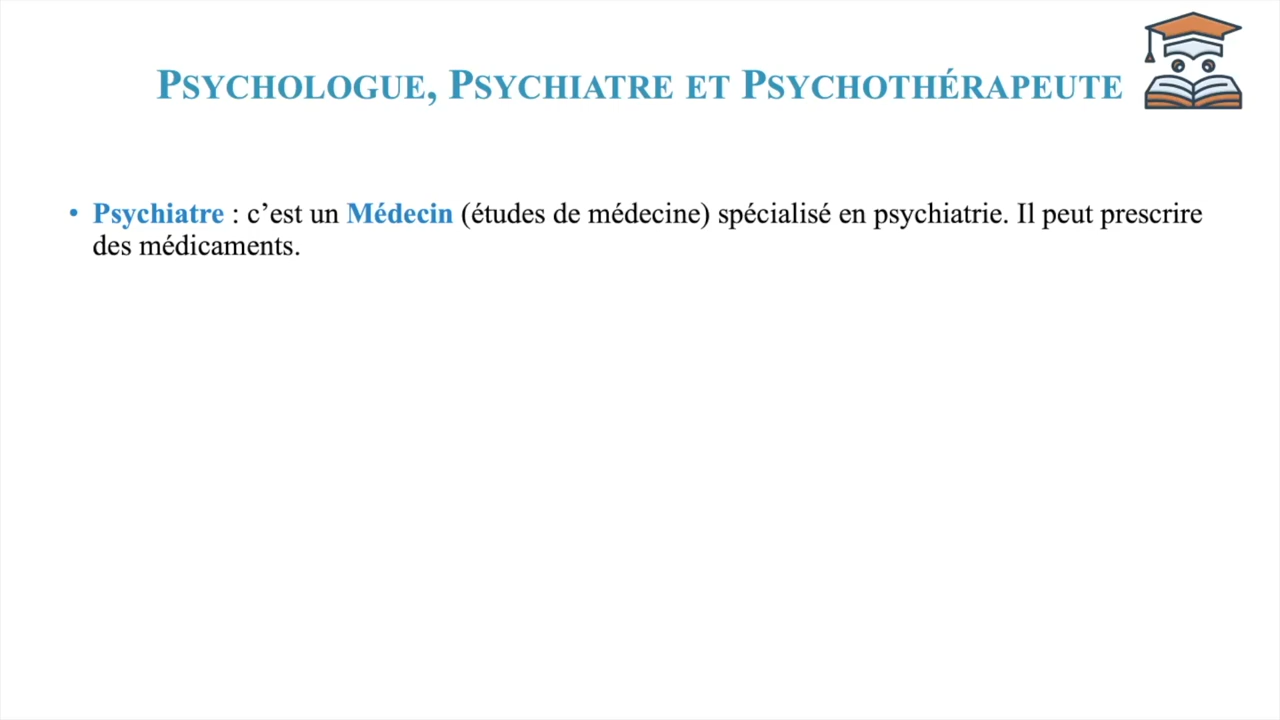 PSYCHOLOGUE, PSYCHIATRE ET PSYCHOTHÉRAPEUTE
• Psychiatre : c’est un Médecin (études de médecine) spécialisé en psychiatrie. Il peut prescrire
des médicaments.